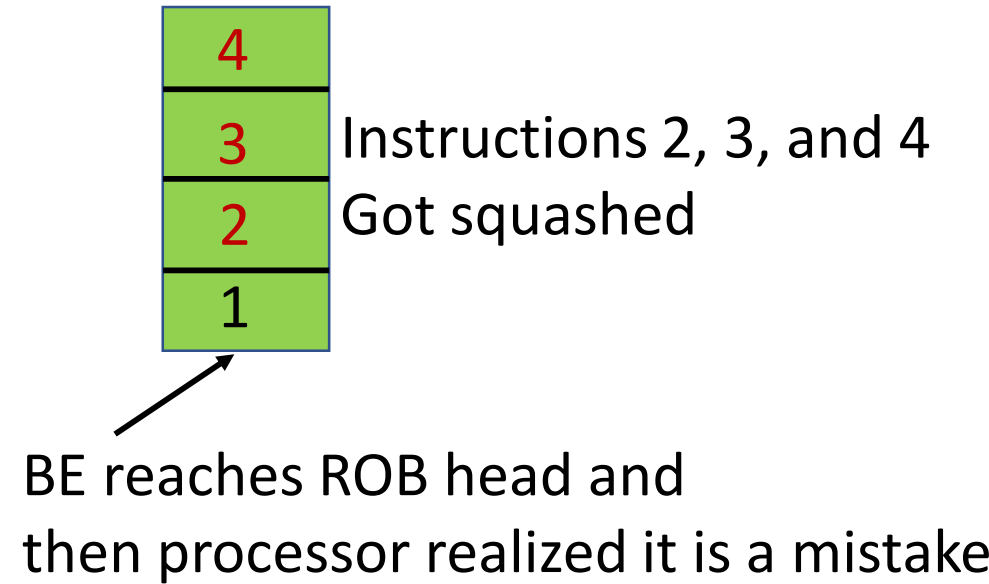 4
3
2
1
Instructions 2, 3, and 4
Got squashed
BE reaches ROB head and
then processor realized it is a mistake